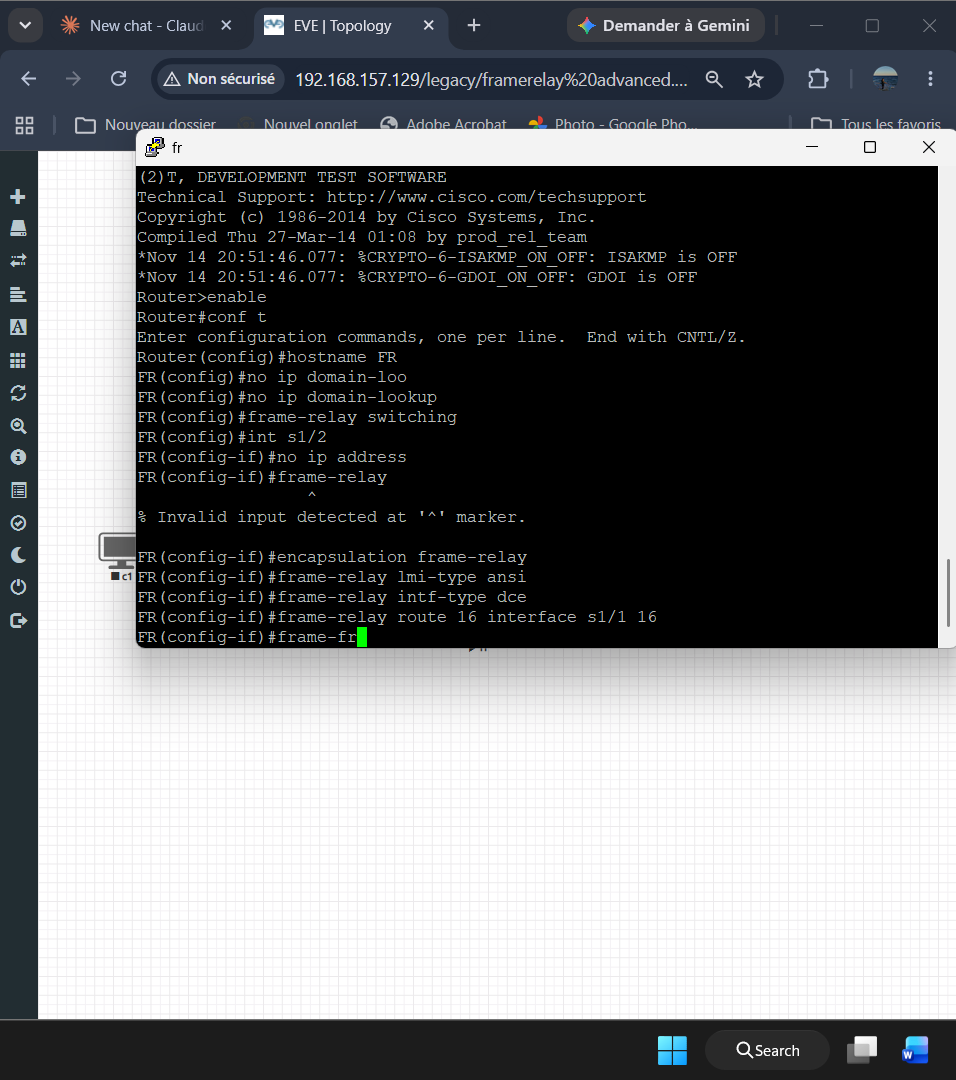 New chat - Claud
EVE | Topology
Demander à Gemini
Non sécurisé
192.168.157.129/legacy/framerelay%20advanced....
Nouveau dossier
Nouvel onglet
Adobe Acrobat
Photo - Google Pho...
Tous les favoris
fr
(2)T, DEVELOPMENT TEST SOFTWARE
Technical Support: http://www.cisco.com/techsupport
Copyright (c) 1986-2014 by Cisco Systems, Inc.
Compiled Thu 27-Mar-14 01:08 by prod_rel_team
*Nov 14 20:51:46.077: %CRYPTO-6-ISAKMP_ON_OFF: ISAKMP is OFF
*Nov 14 20:51:46.077: %CRYPTO-6-GDOI_ON_OFF: GDOI is OFF
Router>enable
Router#conf t
Enter configuration commands, one per line.  End with CNTL/Z.
Router(config)#hostname FR
FR(config)#no ip domain-loo
FR(config)#no ip domain-lookup
FR(config)#frame-relay switching
FR(config)#int s1/2
FR(config-if)#no ip address
FR(config-if)#frame-relay
^
% Invalid input detected at '^' marker.
FR(config-if)#encapsulation frame-relay
FR(config-if)#frame-relay lmi-type ansi
FR(config-if)#frame-relay intf-type dce
FR(config-if)#frame-relay route 16 interface s1/1 16
FR(config-if)#frame-fr
c1
Search